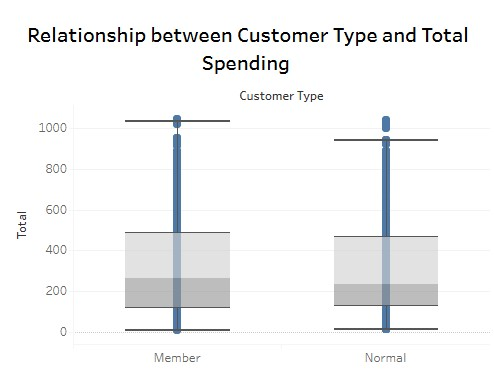 Relationship between Customer Type and Total
Spending
Customer Type
1000
800
600
400
200
0
Total
Member
Normal